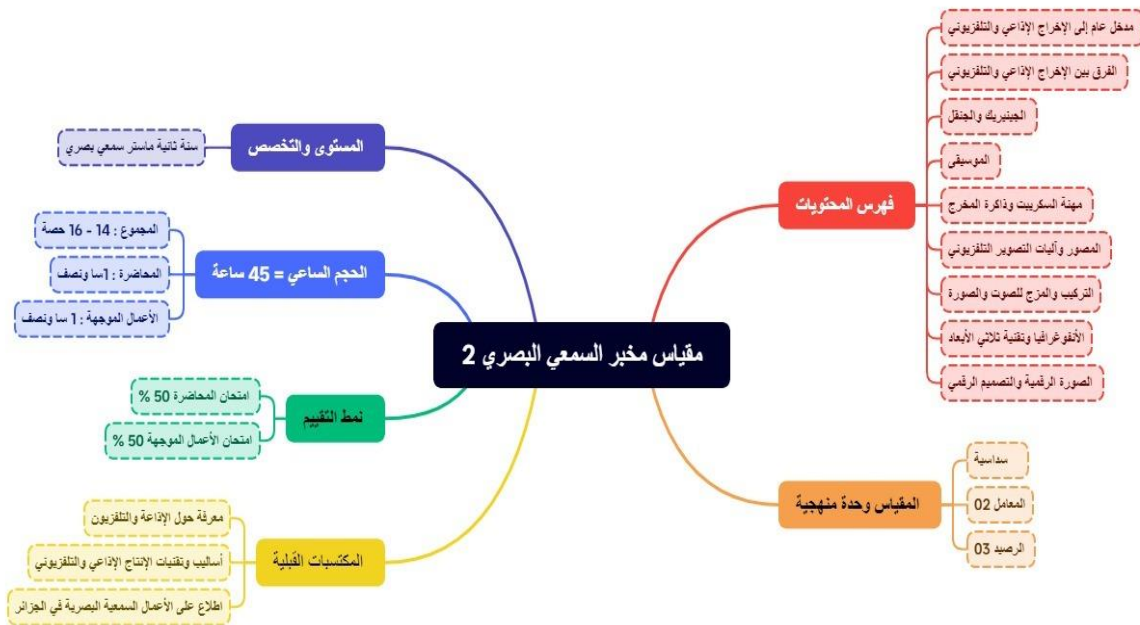 مقياس مخبر السمعي البصري 2
فهرس المحتويات
مدخل عام إلى الإخراج الإذاعي والتلفزيوني
الفرق بين الإخراج الإذاعي والتلفزيوني
الجينيريك والجنقل
الموسيقى
مهنة السكريبت وذاكرة المخرج
المصور وآليات التصوير التلفزيوني
التركيب والمزج للصوت والصورة
الأنفوغرافيا وتقنية ثلاثي الأبعاد
الصورة الرقمية والتصميم الرقمي
المقياس وحدة منهجية
سداسية
المعامل 02
الرصيد 03
المستوى والتخصص
سنة ثانية ماستر سمعي بصري
الحجم الساعي = 45 ساعة
المجموع : 14 - 16 حصة
المحاضرة : 1سا ونصف
الأعمال الموجهة : 1 سا ونصف
نمط التقييم
امتحان المحاضرة 50 %
امتحان الأعمال الموجهة 50 %
المكتسبات القبلية
معرفة حول الإذاعة والتلفزيون
أساليب وتقنيات الإنتاج الإذاعي والتلفزيوني
اطلاع على الأعمال السمعية البصرية في الجزائر